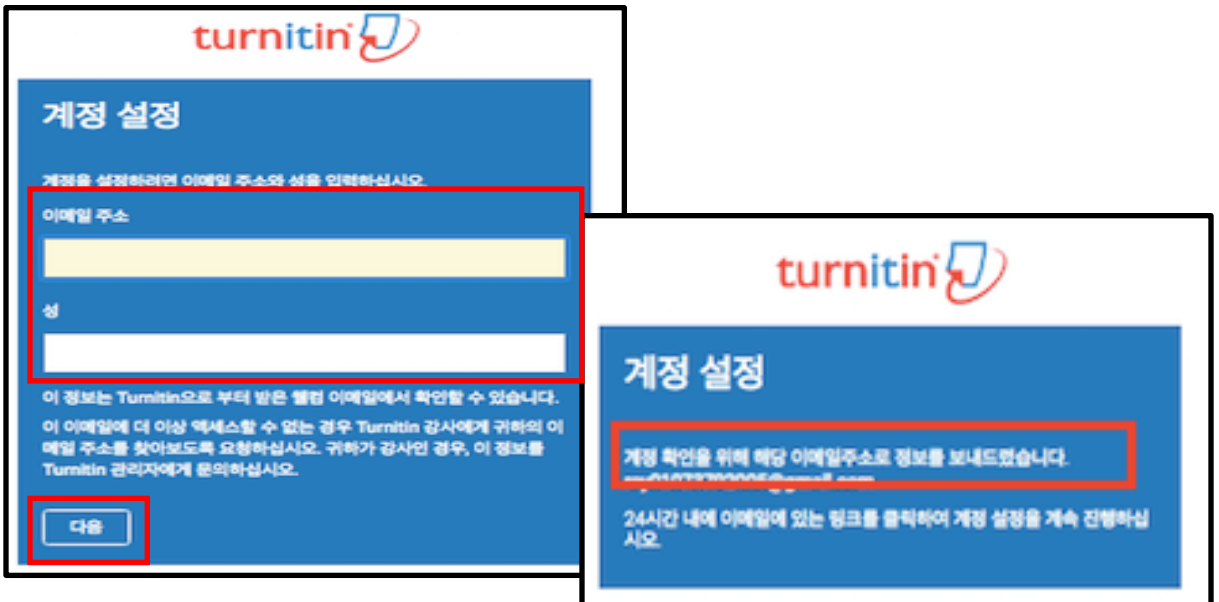 turnitin
계정 설정
계정을 설정하려면 이메일 주소와 성을 입력하십시오.
이메일 주소
성
이 정보는 Turnitin으로 부터 받은 웰컴 이메일에서 확인할 수 있습니다.
이 이메일에 더 이상 액세스할 수 없는 경우 Turnitin 강사에게 귀하의 이
메일 주소를 찾아보도록 요청하십시오. 귀하가 강사인 경우, 이 정보를
Turnitin 관리자에게 문의하십시오.
다음
turnitin
계정 설정
계정 확인을 위해 해당 이메일주소로 정보를 보내드렸습니다.
24시간 내에 이메일에 있는 링크를 클릭하여 계정 설정을 계속 진행하십
시오.